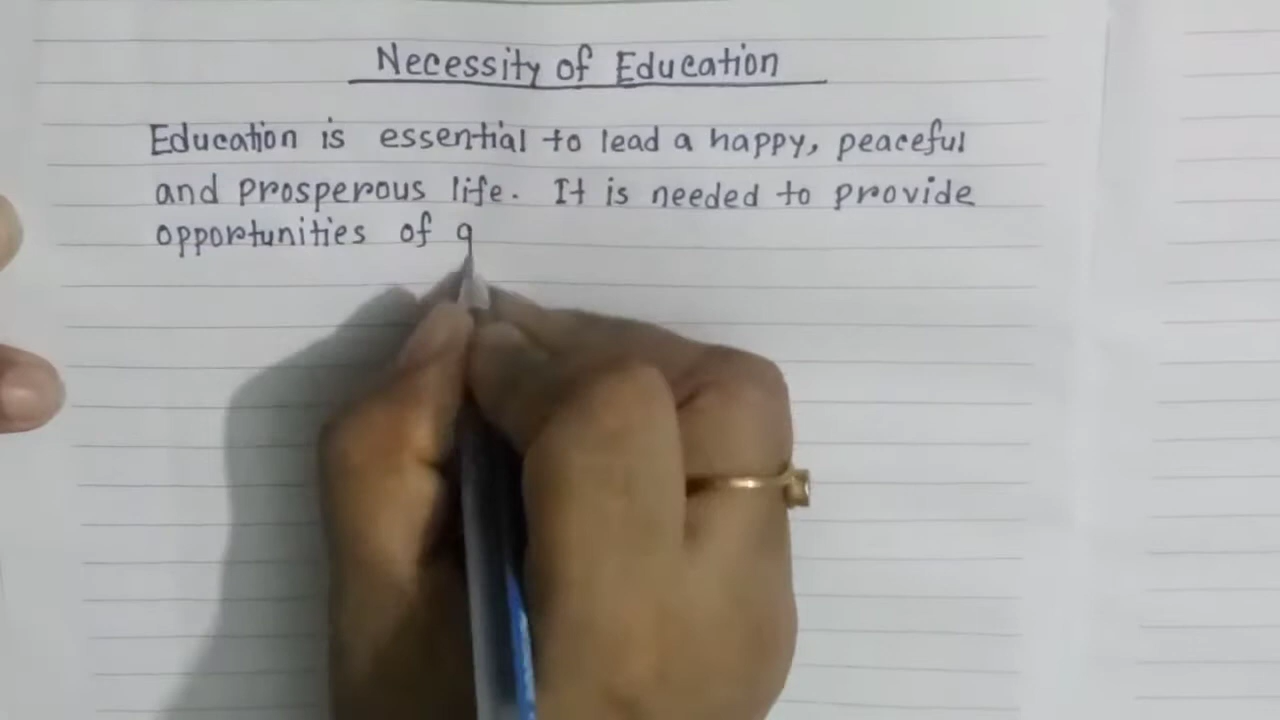 Necessity of Education
Education is essential to lead a happy, peaceful
and prosperous life. It is needed to provide
opportunities of